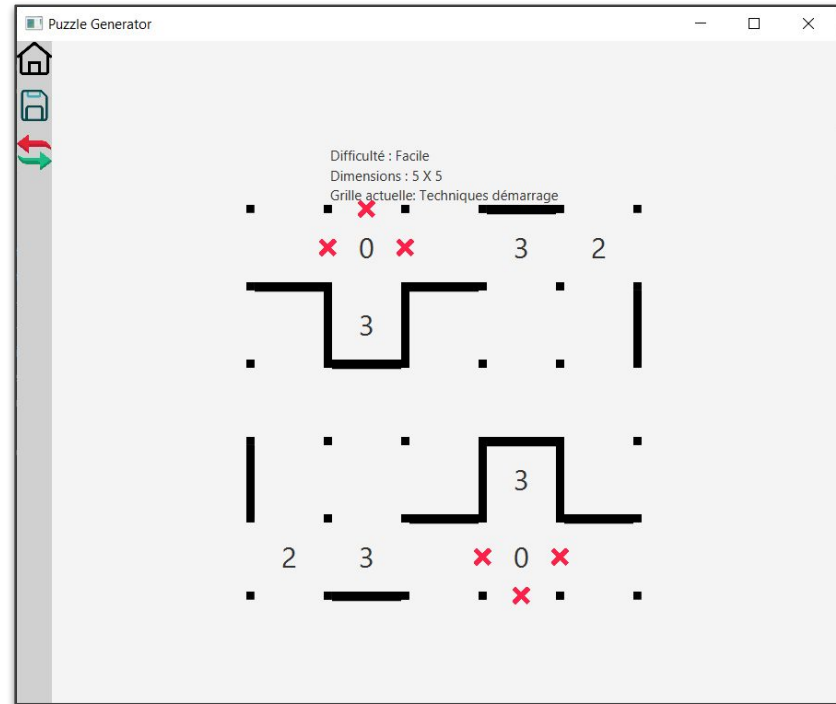 Puzzle Generator
Difficulté : Facile
Dimensions : 5 X 5
Grille actuelle: Techniques démarrage
0 3 2
3
3
2 3 0